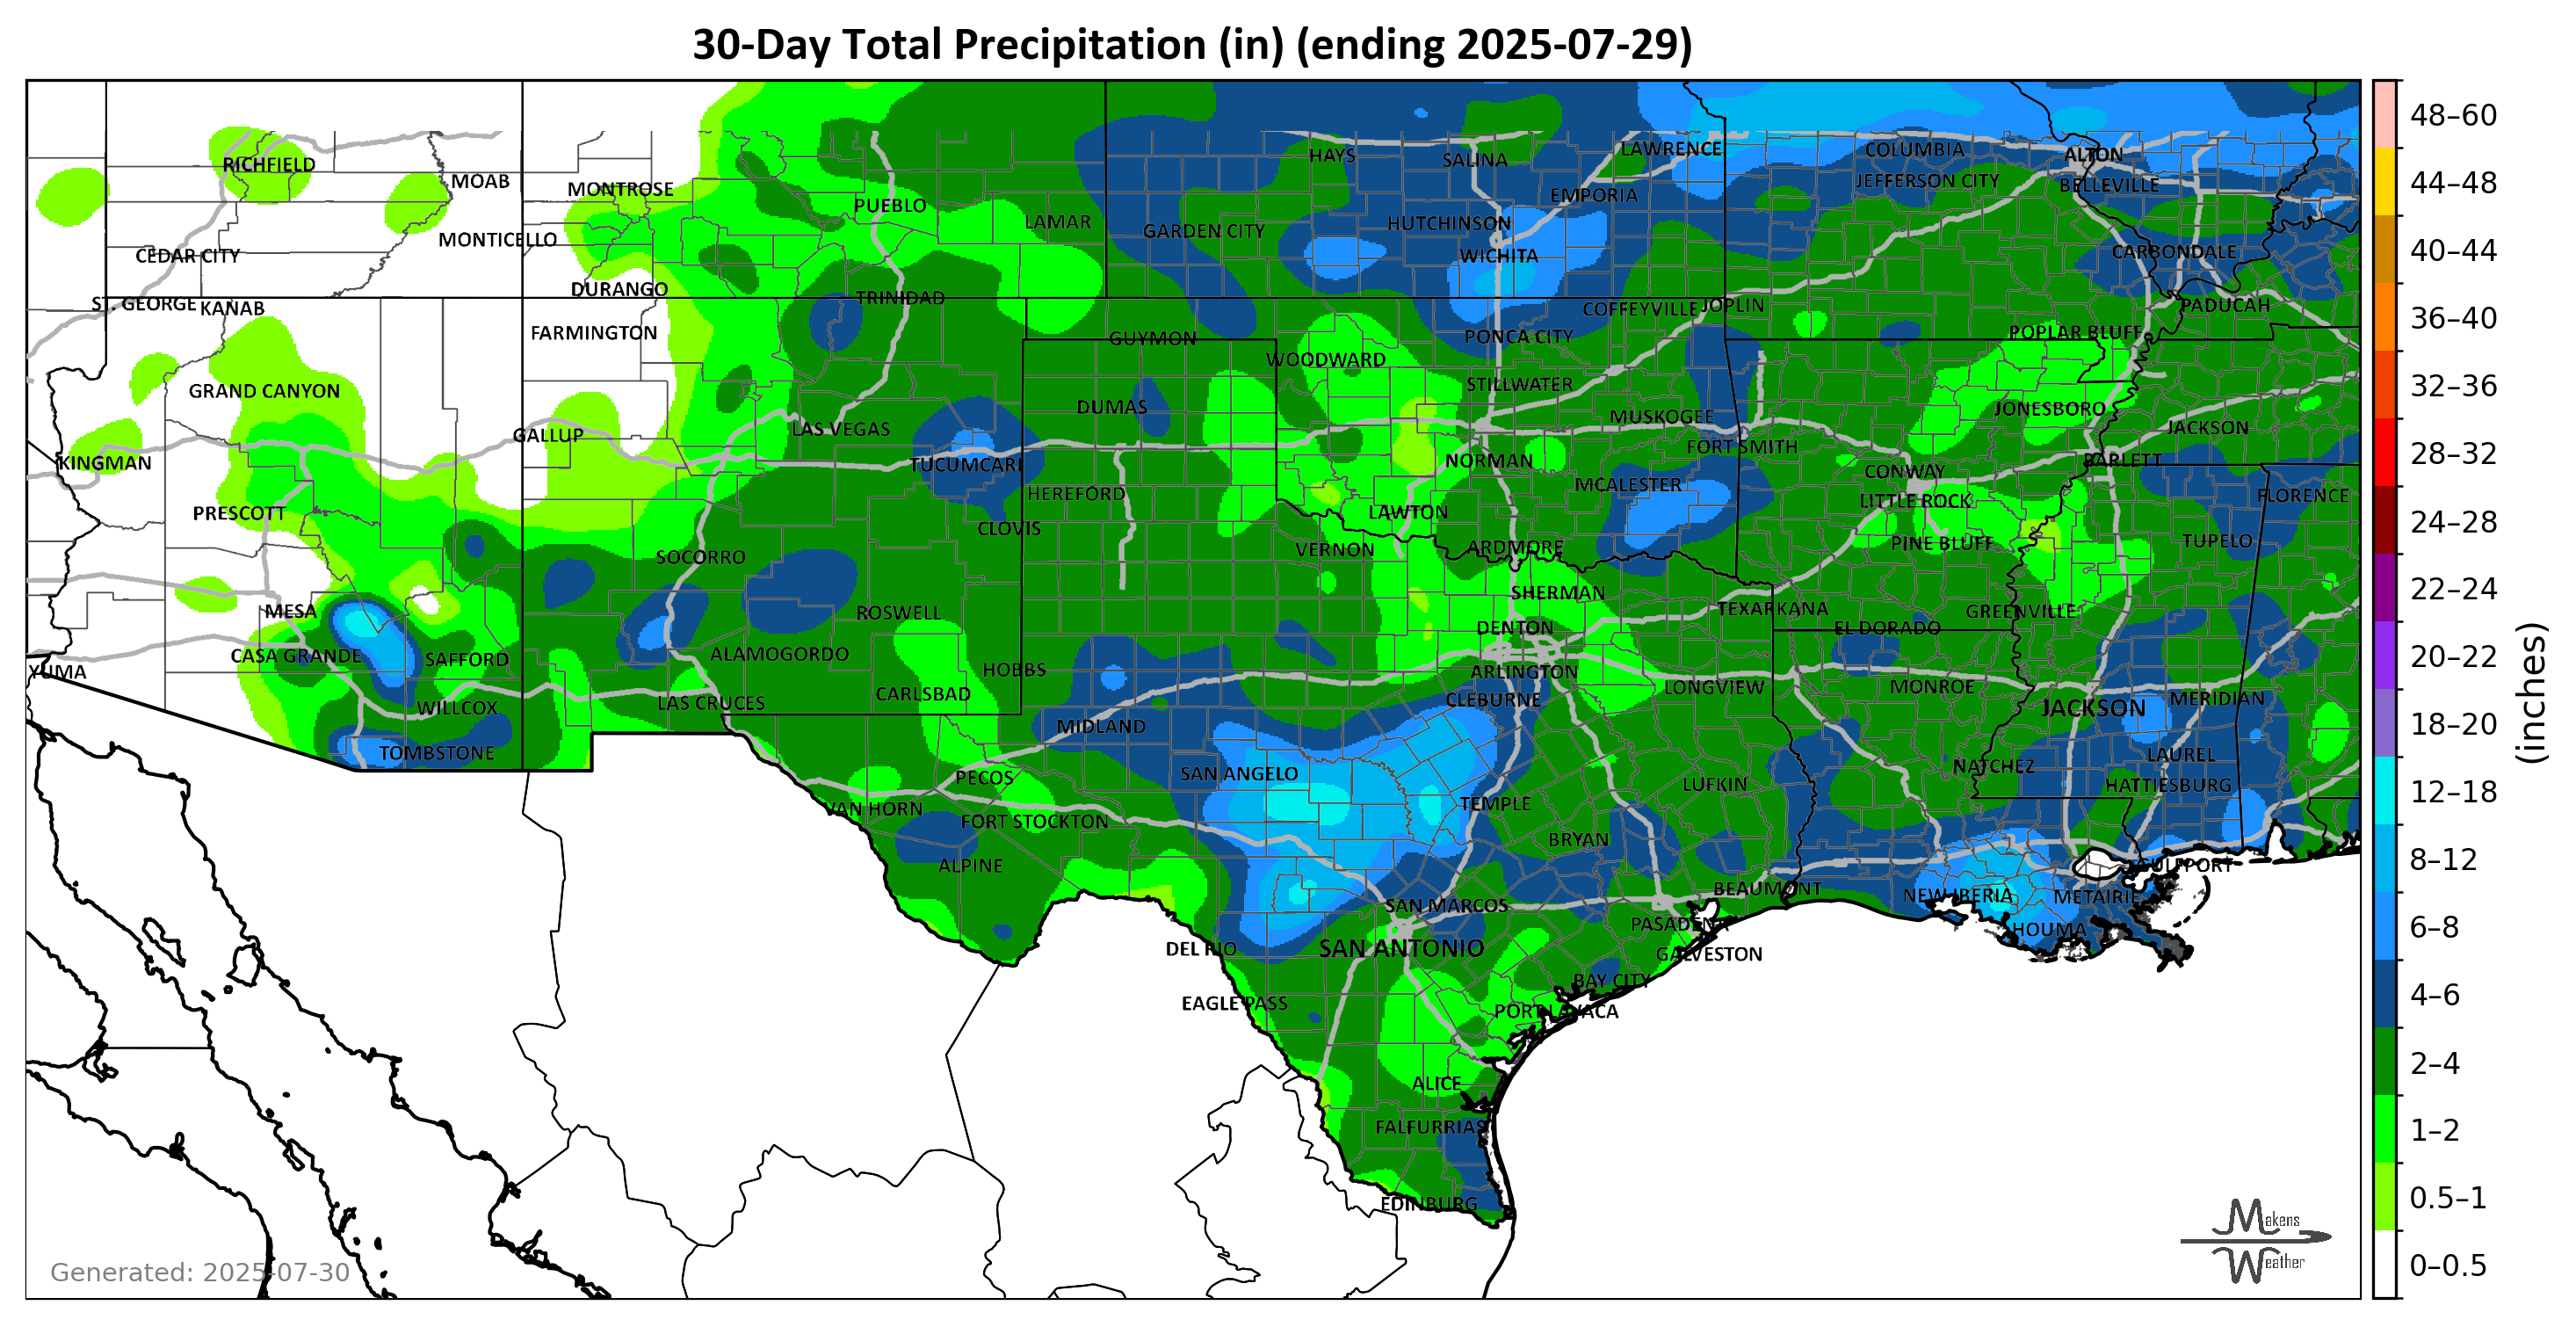 30-Day Total Precipitation (in) (ending 2025-07-29)
RICHFIELD
MOAB
MONTROSE
PUEBLO
LAMAR
HAYS
SALINA
LAWRENCE
COLUMBIA
ALTON
EMPORIA
JEFFERSON CITY
BELLEVILLE
GARDEN CITY
HUTCHINSON
MONTICELLO
CEDAR CITY
WICHITA
CARBONDALE
DURANGO
TRINIDAD
ST. GEORGE
KANAB
COFFEYVILLE
JOPLIN
PADUCAH
FARMINGTON
GUYMON
PONCA CITY
POPLAR BLUFF
WOODWARD
GRAND CANYON
STILLWATER
DUMAS
JONESBORO
MUSKOGEE
GALLUP
LAS VEGAS
JACKSON
FORT SMITH
KINGMAN
TUCUMCARI
NORMAN
BARLETT
CONWAY
HEREFORD
MCALESTER
LITTLE ROCK
FLORENCE
PRESCOTT
LAWTON
CLOVIS
PINE BLUFF
TUPELO
SOCORRO
VERNON
ARDMORE
SHERMAN
MESA
ROSWELL
TEXARKANA
GREENVILLE
DENTON
EL DORADO
CASA GRANDE
SAFFORD
ALAMOGORDO
HOBBS
YUMA
ARLINGTON
LONGVIEW
MONROE
CARLSBAD
CLEBURNE
MERIDIAN
WILLCOX
LAS CRUCES
JACKSON
MIDLAND
TOMBSTONE
LAUREL
NATCHEZ
PECOS
SAN ANGELO
LUFKIN
HATTIESBURG
VAN HORN
TEMPLE
FORT STOCKTON
BRYAN
ALPINE
GULFPORT
BEAUMONT
NEW IBERIA
METAIRIE
SAN MARCOS
PASADENA
HOUMA
DEL RIO
SAN ANTONIO
GALVESTON
BAY CITY
EAGLE PASS
PORT LAVACA
ALICE
FALFURRIAS
EDINBURG
Generated: 2025-07-30
Makens
Weather
48–60
44–48
40–44
36–40
32–36
28–32
24–28
22–24
20–22
18–20
12–18
8–12
6–8
4–6
2–4
1–2
0.5–1
0–0.5
(inches)